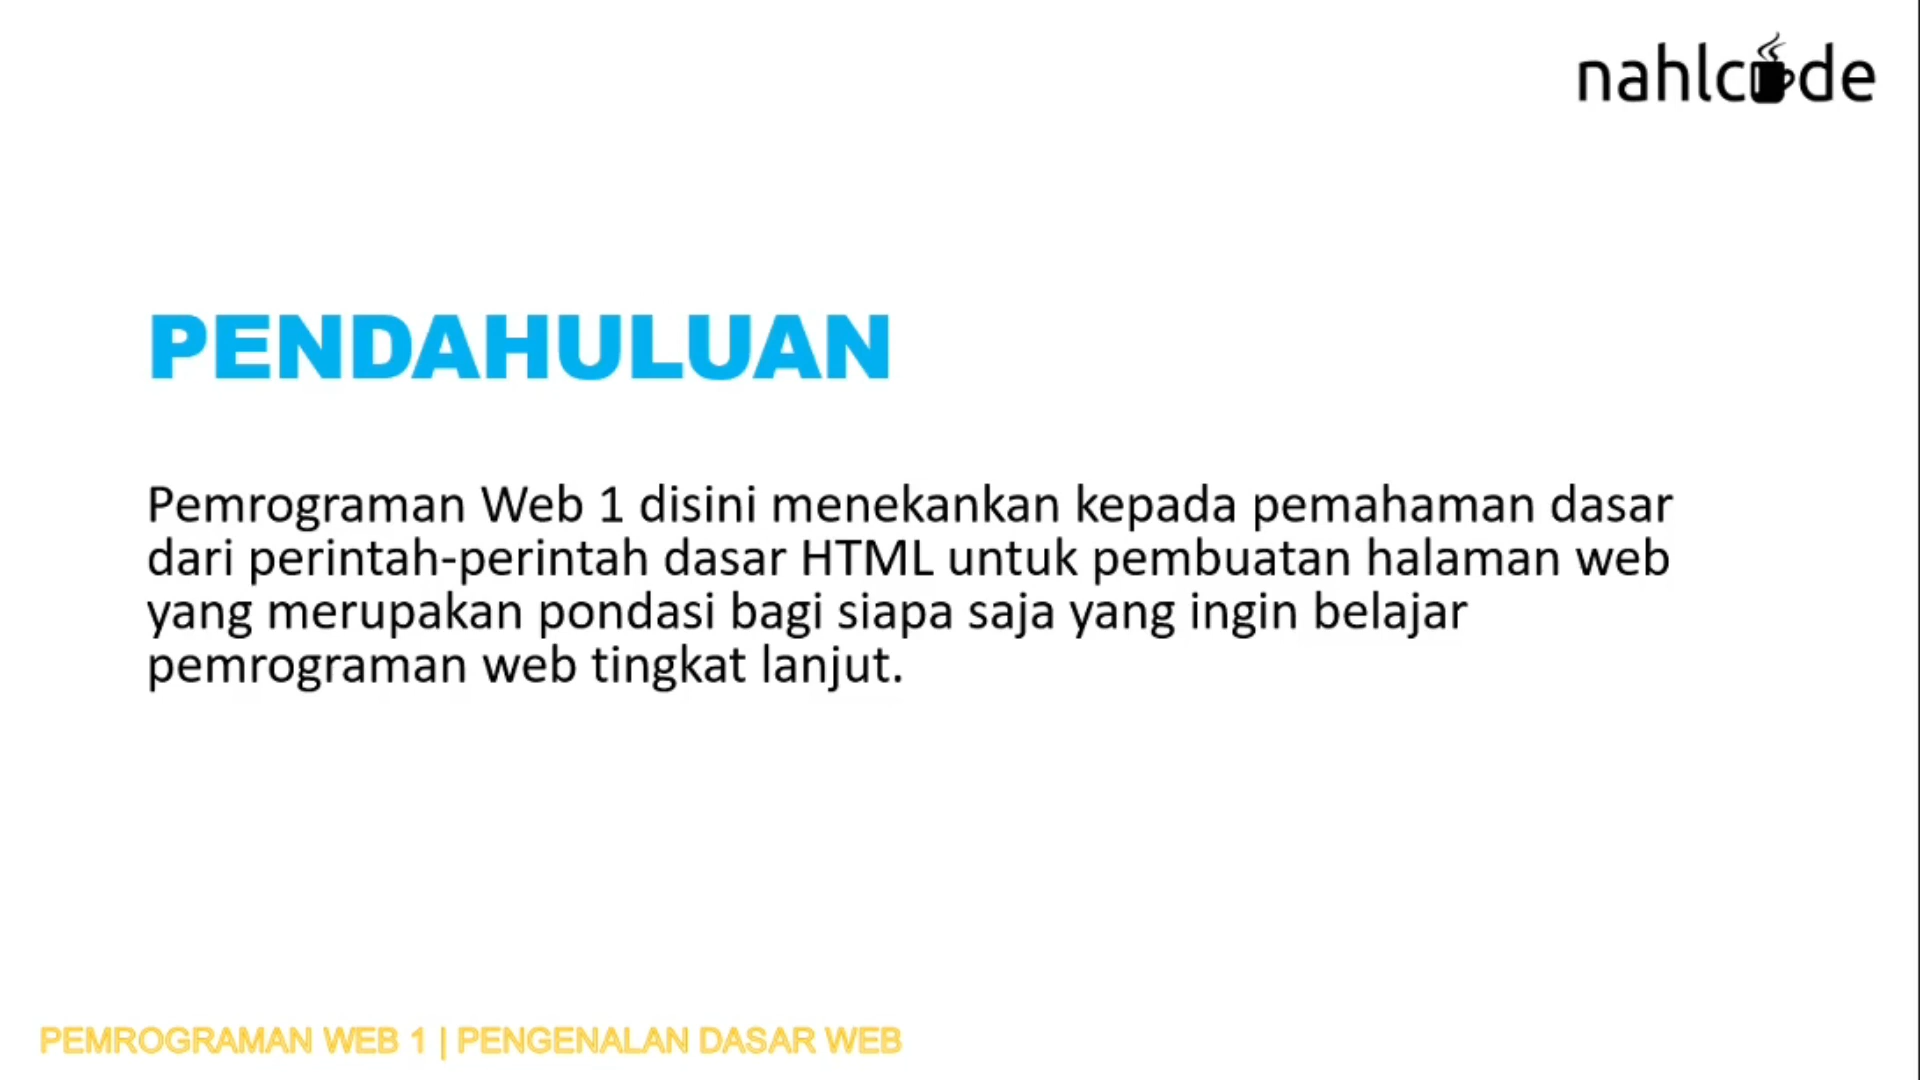 nahlcode
PENDAHULUAN
Pemrograman Web 1 disini menekankan kepada pemahaman dasar
dari perintah-perintah dasar HTML untuk pembuatan halaman web
yang merupakan pondasi bagi siapa saja yang ingin belajar
pemrograman web tingkat lanjut.
PEMROGRAMAN WEB 1 | PENGENALAN DASAR WEB